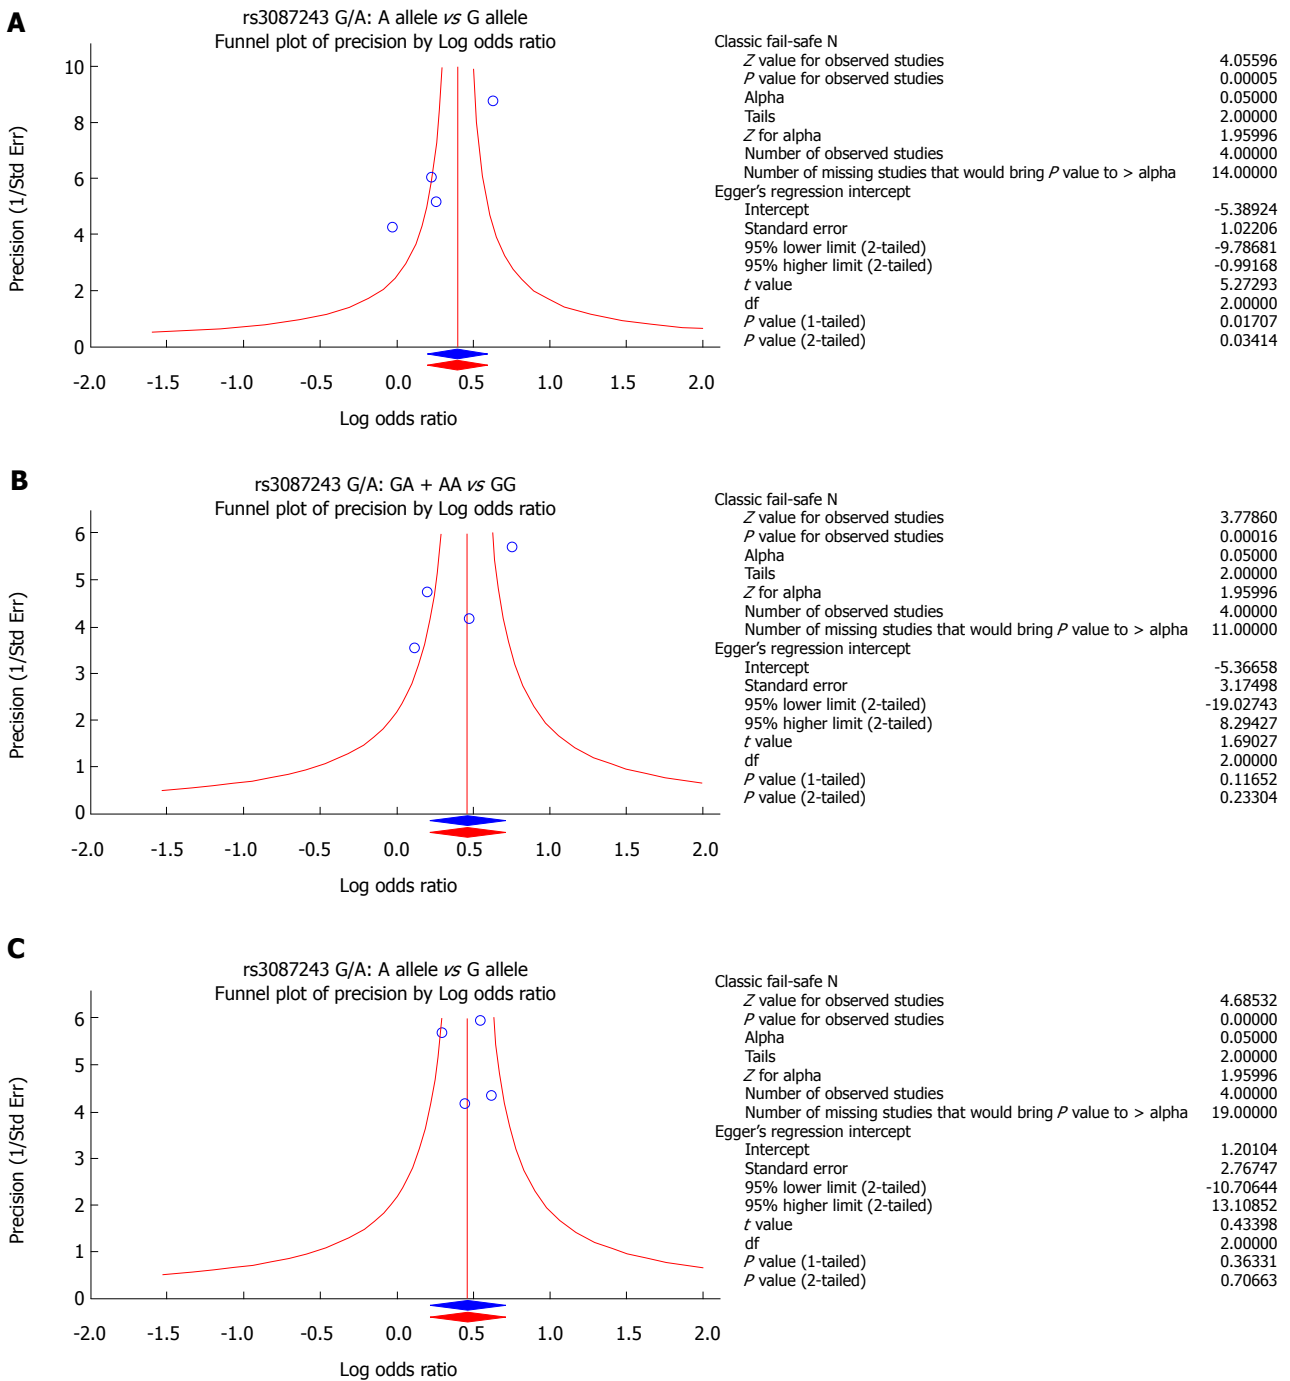 A
rs3087243 G/A: A allele vs G allele
Funnel plot of precision by Log odds ratio
Precision (1/Std Err)
10
8
6
4
2
0
-2.0 -1.5 -1.0 -0.5 0.0 0.5 1.0 1.5 2.0
Log odds ratio
Classic fail-safe N
Z value for observed studies 4.05596
P value for observed studies 0.00005
Alpha 0.05000
Tails 2.00000
Z for alpha 1.95996
Number of observed studies 4.00000
Number of missing studies that would bring P value to > alpha 14.00000
Egger's regression intercept
Intercept -5.38924
Standard error 1.02206
95% lower limit (2-tailed) -9.78681
95% higher limit (2-tailed) -0.99168
t value 5.27293
df 2.00000
P value (1-tailed) 0.01707
P value (2-tailed) 0.03414
B
rs3087243 G/A: GA + AA vs GG
Funnel plot of precision by Log odds ratio
Precision (1/Std Err)
6
5
4
3
2
1
0
-2.0 -1.5 -1.0 -0.5 0.0 0.5 1.0 1.5 2.0
Log odds ratio
Classic fail-safe N
Z value for observed studies 3.77860
P value for observed studies 0.00016
Alpha 0.05000
Tails 2.00000
Z for alpha 1.95996
Number of observed studies 4.00000
Number of missing studies that would bring P value to > alpha 11.00000
Egger's regression intercept
Intercept -5.36658
Standard error 3.17498
95% lower limit (2-tailed) -19.02743
95% higher limit (2-tailed) 8.29427
t value 1.69027
df 2.00000
P value (1-tailed) 0.11652
P value (2-tailed) 0.23304
C
rs3087243 G/A: A allele vs G allele
Funnel plot of precision by Log odds ratio
Precision (1/Std Err)
6
5
4
3
2
1
0
-2.0 -1.5 -1.0 -0.5 0.0 0.5 1.0 1.5 2.0
Log odds ratio
Classic fail-safe N
Z value for observed studies 4.68532
P value for observed studies 0.00000
Alpha 0.05000
Tails 2.00000
Z for alpha 1.95996
Number of observed studies 4.00000
Number of missing studies that would bring P value to > alpha 19.00000
Egger's regression intercept
Intercept 1.20104
Standard error 2.76747
95% lower limit (2-tailed) -10.70644
95% higher limit (2-tailed) 13.10852
t value 0.43398
df 2.00000
P value (1-tailed) 0.36331
P value (2-tailed) 0.70663